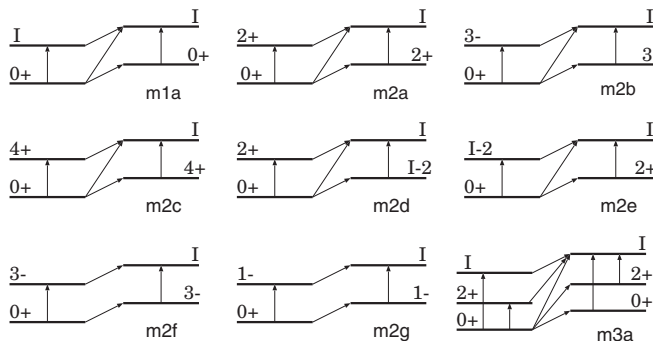 I
I
0+
0+
m1a
2+
I
0+
2+
m2a
3-
I
0+
3
m2b
4+
I
0+
4+
m2c
2+
I
0+
I-2
m2d
I-2
I
0+
2+
m2e
3-
I
0+
3-
m2f
1-
I
0+
1-
m2g
I
I
2+
2+
0+
0+
m3a